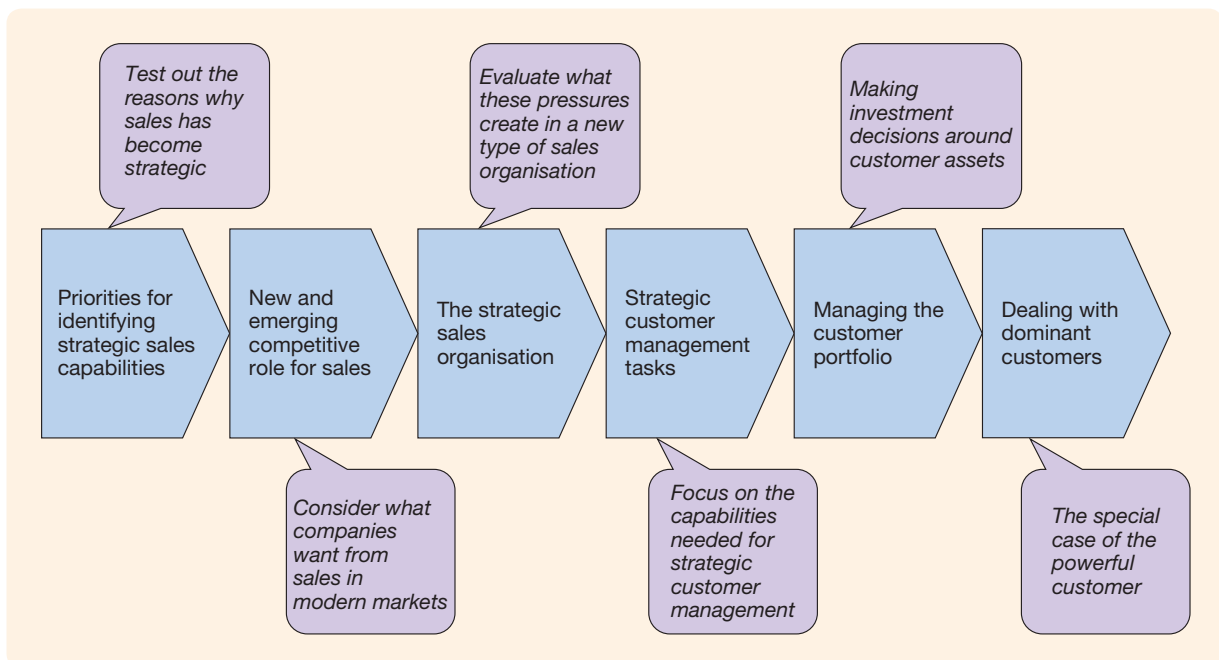 Test out the
reasons why
sales has
become
strategic
Evaluate what
these pressures
create in a new
type of sales
organisation
Making
investment
decisions around
customer assets
Priorities for
identifying
strategic sales
capabilities
New and
emerging
competitive
role for sales
The strategic
sales
organisation
Strategic
customer
management
tasks
Managing the
customer
portfolio
Dealing with
dominant
customers
Consider what
companies
want from
sales in
modern markets
Focus on the
capabilities
needed for
strategic
customer
management
The special
case of the
powerful
customer